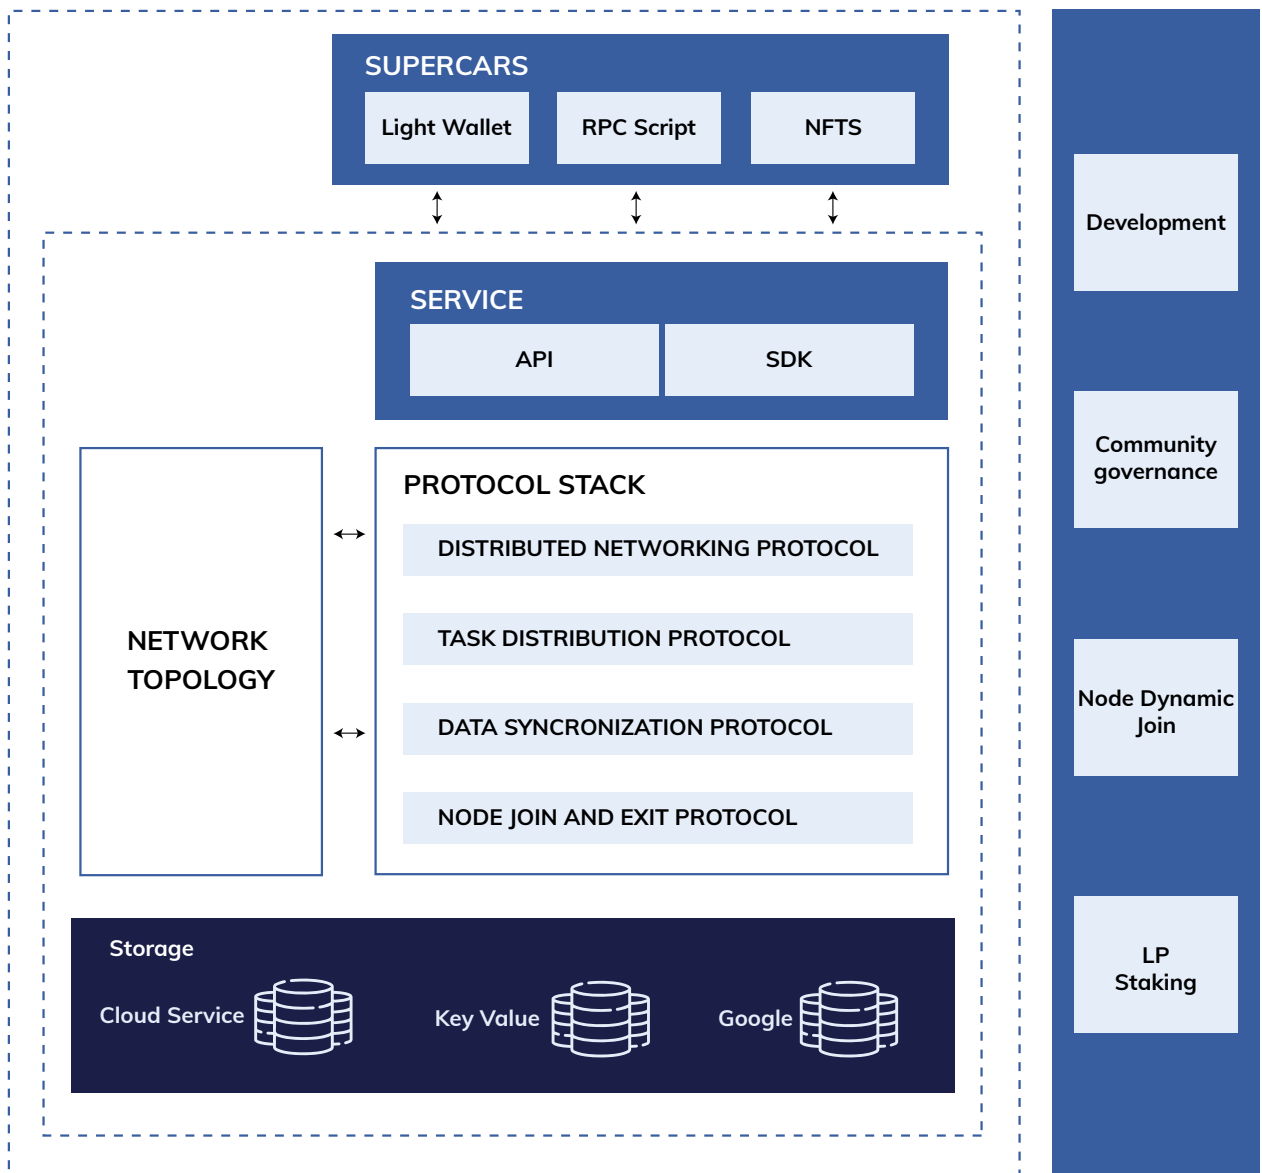 SUPERCARS
Light Wallet
RPC Script
NFTS
SERVICE
API
SDK
NETWORK
TOPOLOGY
PROTOCOL STACK
DISTRIBUTED NETWORKING PROTOCOL
TASK DISTRIBUTION PROTOCOL
DATA SYNCRONIZATION PROTOCOL
NODE JOIN AND EXIT PROTOCOL
Storage
Cloud Service
Key Value
Google
Development
Community
governance
Node Dynamic
Join
LP
Staking